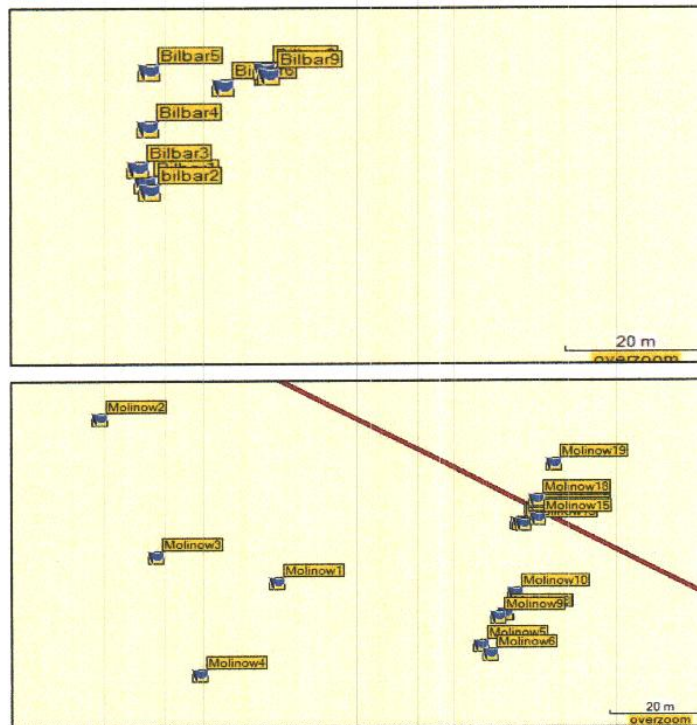 Bilbar9
Bilbar5
Bilbar4
Bilbar3
bilbar2
20 m
overzoom
Molinow2
Molinow19
Molinow18
Molinow15
Molinow3
Molinow1
Molinow10
Molinow9
Molinow5
Molinow6
Molinow4
20 m
overzoom